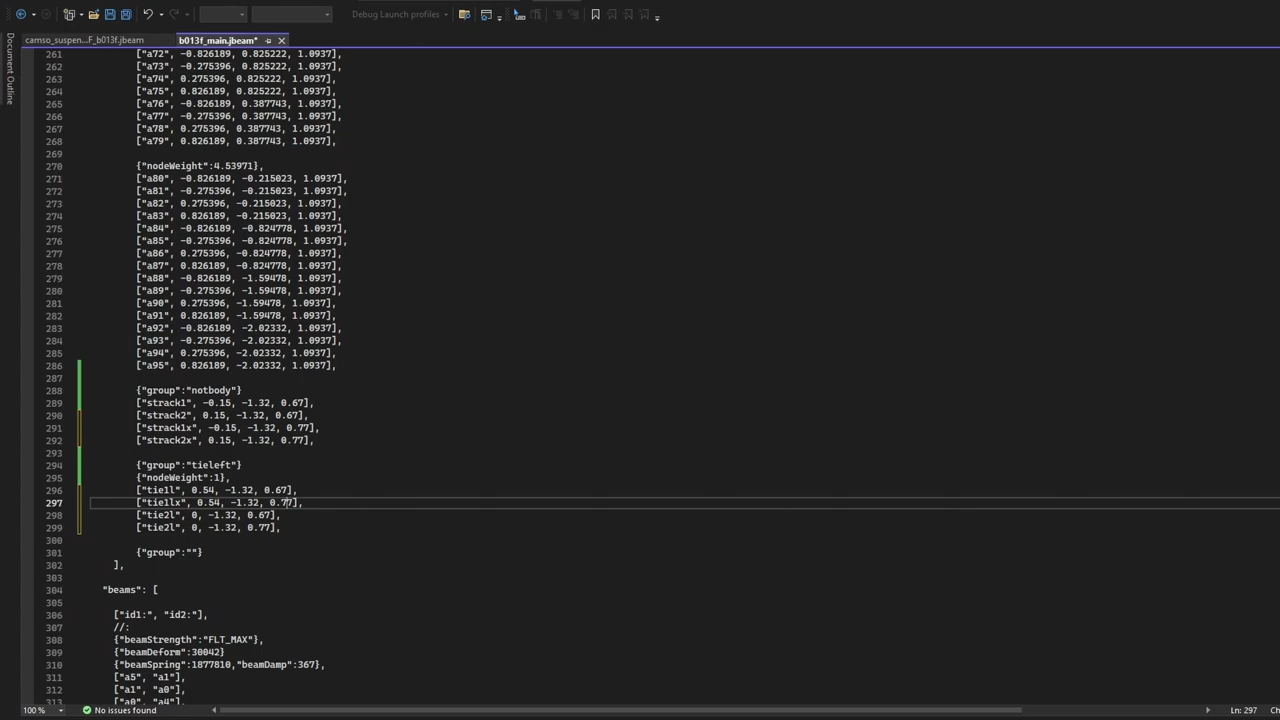 Debug Launch profiles
camso_suspen...F_b013f.jbeam b013f_main.jbeam*
Document Outline
261 ["a72", -0.826189, 0.825222, 1.0937],
262 ["a73", -0.275396, 0.825222, 1.0937],
263 ["a74", 0.275396, 0.825222, 1.0937],
264 ["a75", 0.826189, 0.825222, 1.0937],
265 ["a76", -0.826189, 0.387743, 1.0937],
266 ["a77", -0.275396, 0.387743, 1.0937],
267 ["a78", 0.275396, 0.387743, 1.0937],
268 ["a79", 0.826189, 0.387743, 1.0937],
269
270 {"nodeWeight":4.53971},
271 ["a80", -0.826189, -0.215023, 1.0937],
272 ["a81", -0.275396, -0.215023, 1.0937],
273 ["a82", 0.275396, -0.215023, 1.0937],
274 ["a83", 0.826189, -0.215023, 1.0937],
275 ["a84", -0.826189, -0.824778, 1.0937],
276 ["a85", -0.275396, -0.824778, 1.0937],
277 ["a86", 0.275396, -0.824778, 1.0937],
278 ["a87", 0.826189, -0.824778, 1.0937],
279 ["a88", -0.826189, -1.59478, 1.0937],
280 ["a89", -0.275396, -1.59478, 1.0937],
281 ["a90", 0.275396, -1.59478, 1.0937],
282 ["a91", 0.826189, -1.59478, 1.0937],
283 ["a92", -0.826189, -2.02332, 1.0937],
284 ["a93", -0.275396, -2.02332, 1.0937],
285 ["a94", 0.275396, -2.02332, 1.0937],
286 ["a95", 0.826189, -2.02332, 1.0937],
287
288 {"group":"notbody"}
289 ["strack1", -0.15, -1.32, 0.67],
290 ["strack2", 0.15, -1.32, 0.67],
291 ["strack1x", -0.15, -1.32, 0.77],
292 ["strack2x", 0.15, -1.32, 0.77],
293
294 {"group":"tieleft"}
295 {"nodeWeight":1},
296 ["tie1l", 0.54, -1.32, 0.67],
297 ["tie1lx", 0.54, -1.32, 0.77],
298 ["tie2l", 0, -1.32, 0.67],
299 ["tie2l", 0, -1.32, 0.77],
300
301 {"group":""}
302 ],
303
304 "beams": [
305
306 ["id1:", "id2:"],
307 //:
308 {"beamStrength":"FLT_MAX"},
309 {"beamDeform":30042}
310 {"beamSpring":1877810,"beamDamp":367},
311 ["a5", "a1"],
312 ["a1", "a0"],
313 ["a0", "a4"],
100 % No issues found Ln: 297 Ch